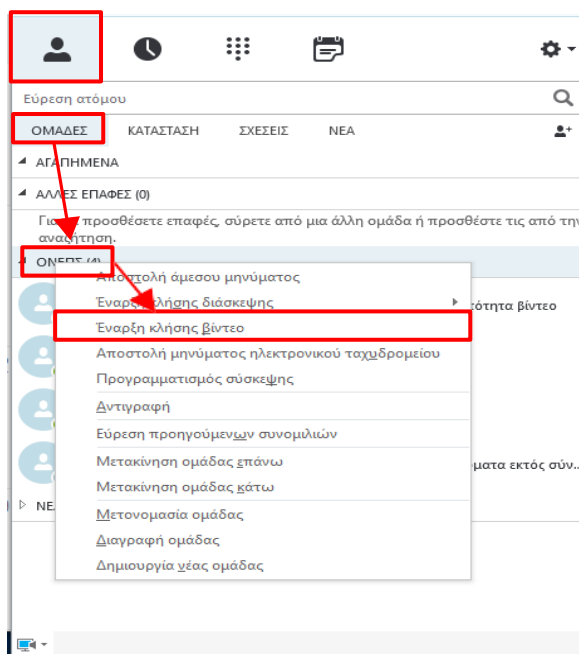 Εύρεση ατόμου
ΟΜΑΔΕΣ ΚΑΤΑΣΤΑΣΗ ΣΧΕΣΕΙΣ ΝΕΑ
ΑΓΑΠΗΜΕΝΑ
ΑΛΛΕΣ ΕΠΑΦΕΣ (0)
Για να προσθέσετε επαφές, σύρετε από μια άλλη ομάδα ή προσθέστε τις από την
αναζήτηση.
(4)
Αποστολή άμεσου μηνύματος
Έναρξη κλήσης διάσκεψης τότητα βίντεο
Έναρξη κλήσης βίντεο
Αποστολή μηνύματος ηλεκτρονικού ταχυδρομείου
Προγραμματισμός σύσκεψης
Αντιγραφή
Εύρεση προηγούμενων συνομιλιών
Μετακίνηση ομάδας επάνω ματα εκτός σύν..
Μετακίνηση ομάδας κάτω
ΝΕ
Μετονομασία ομάδας
Διαγραφή ομάδας
Δημιουργία νέας ομάδας